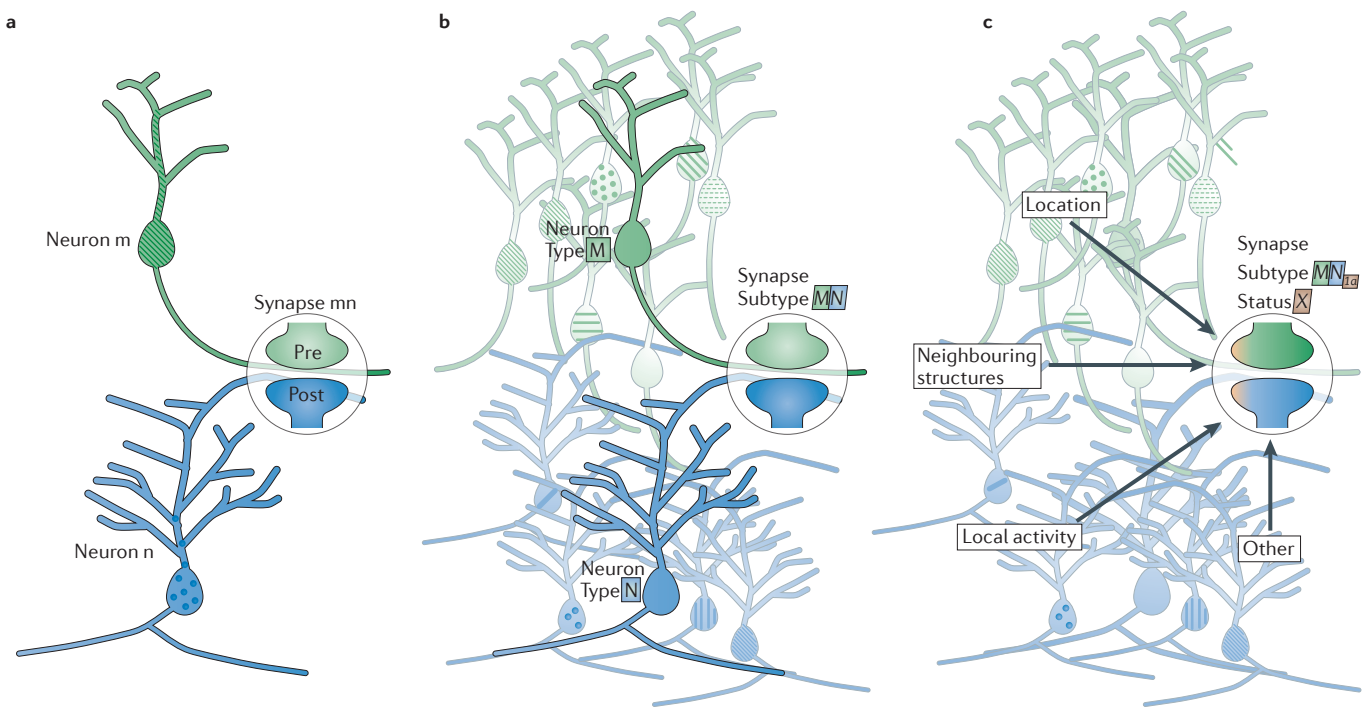 a
Neuron m
Synapse mn
Pre
Post
Neuron n
b
Neuron
Type M
Synapse
Subtype MN
Neuron
Type N
c
Location
Synapse
Subtype MN1a
Status X
Neighbouring
structures
Local activity
Other